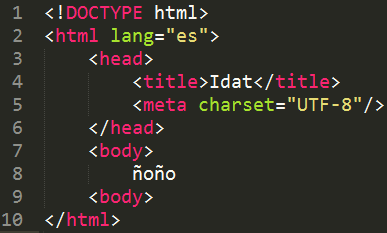 1 <!DOCTYPE html>
2 <html lang="es">
3     <head>
4         <title>Idat</title>
5         <meta charset="UTF-8"/>
6     </head>
7     <body>
8         ñoño
9     <body>
10 </html>